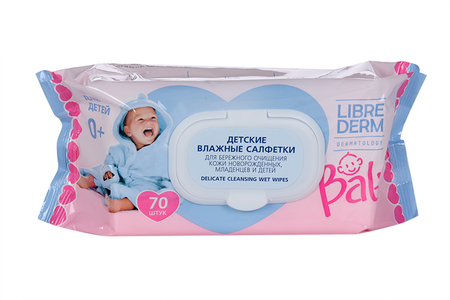 ДЕТЕЙ
0+
ДЕТСКИЕ
ВЛАЖНЫЕ САЛФЕТКИ
ДЛЯ БЕРЕЖНОГО ОЧИЩЕНИЯ
КОЖИ НОВОРОЖДЕННЫХ,
МЛАДЕНЦЕВ И ДЕТЕЙ
DELICATE CLEANSING WET WIPES
70
ШТУК
LIBRE
DERM
DERMATOLOGY
Baby